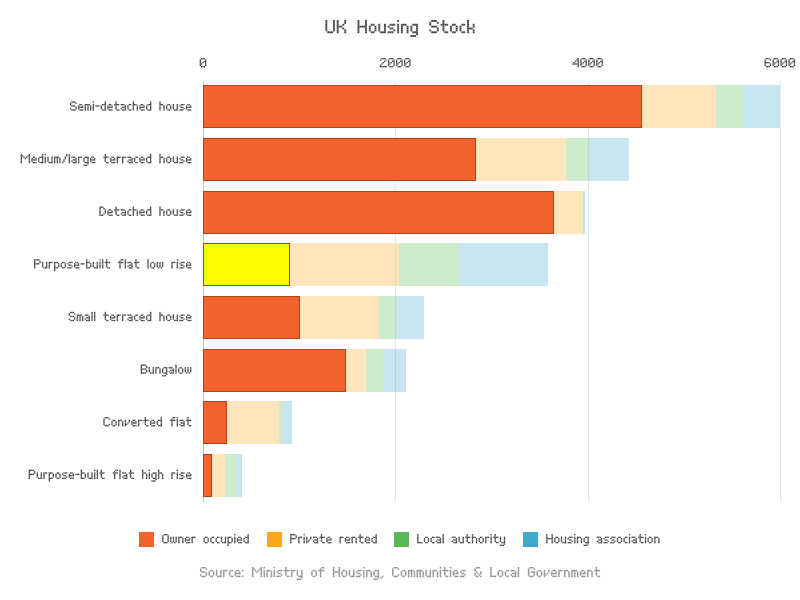 UK Housing Stock
0 2000 4000 6000
Semi-detached house
Medium/large terraced house
Detached house
Purpose-built flat low rise
Small terraced house
Bungalow
Converted flat
Purpose-built flat high rise
Owner occupied Private rented Local authority Housing association
Source: Ministry of Housing, Communities & Local Government